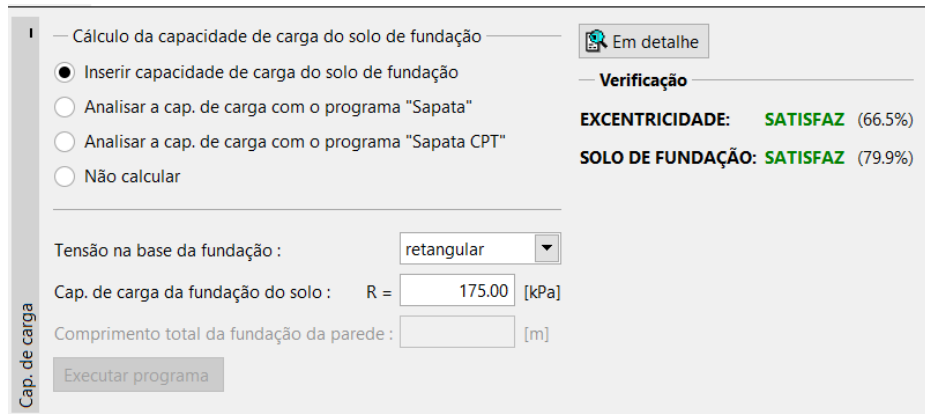 Cálculo da capacidade de carga do solo de fundação
Inserir capacidade de carga do solo de fundação
Analisar a cap. de carga com o programa "Sapata"
Analisar a cap. de carga com o programa "Sapata CPT"
Não calcular
Tensão na base da fundação : retangular
Cap. de carga da fundação do solo : R = 175.00 [kPa]
Comprimento total da fundação da parede : [m]
Executar programa
Cap. de carga
Em detalhe
Verificação
EXCENTRICIDADE: SATISFAZ (66.5%)
SOLO DE FUNDAÇÃO: SATISFAZ (79.9%)